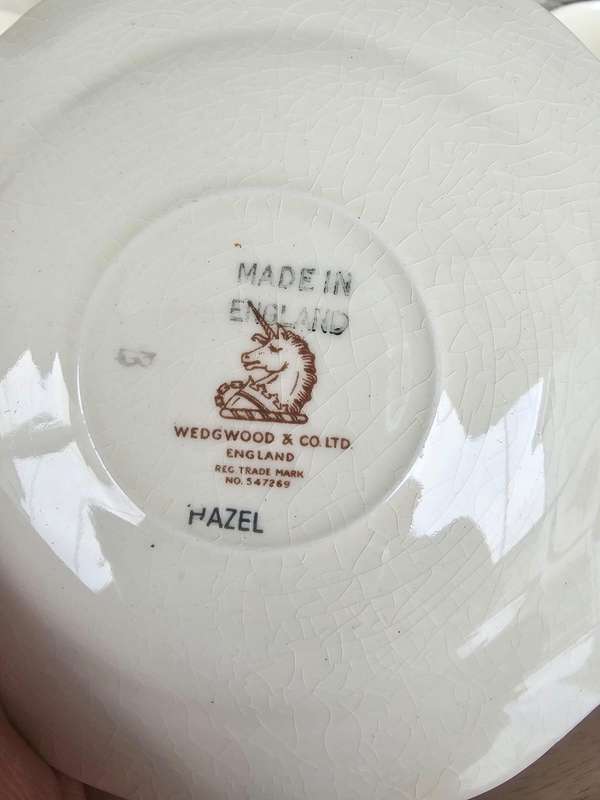 MADE IN
ENGLAND
WEDGWOOD & CO. LTD.
ENGLAND
REG TRADE MARK
NO. 547269
HAZEL